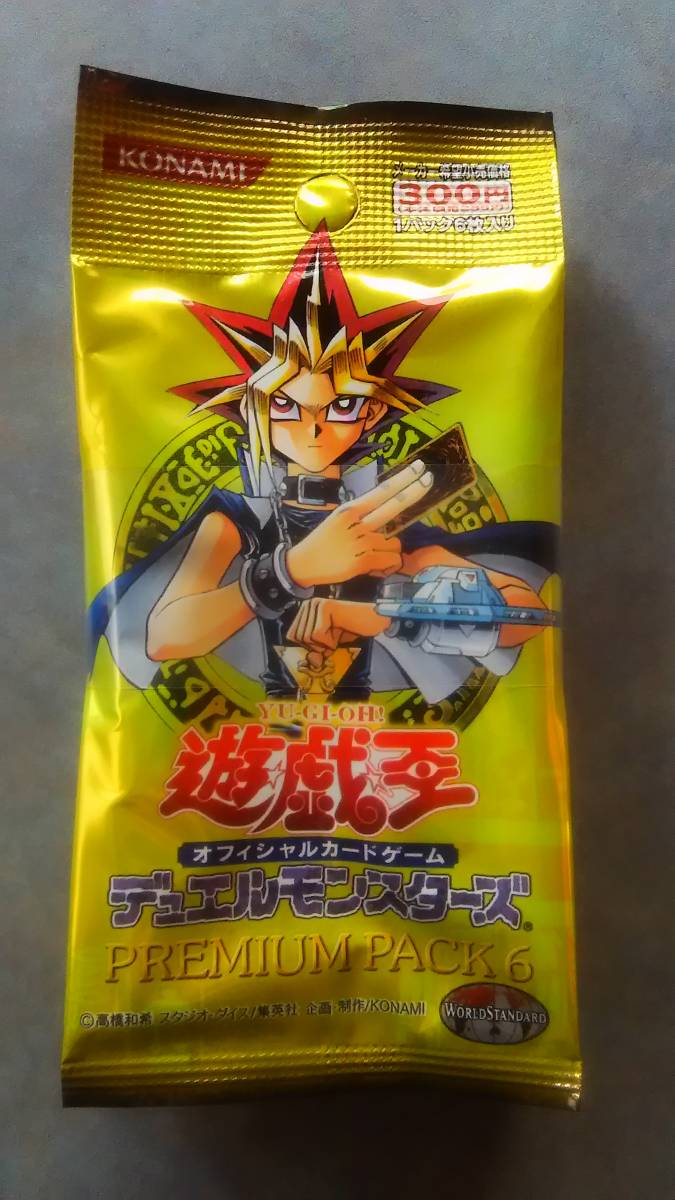 KONAMI
メーカー希望小売価格
300円
1パック6枚入り
YU-GI-OH!
遊☆戯☆王
オフィシャルカードゲーム
デュエルモンスターズ®
PREMIUM PACK 6
©高橋和希 スタジオ・ダイス/集英社 企画・制作/KONAMI
WORLD STANDARD